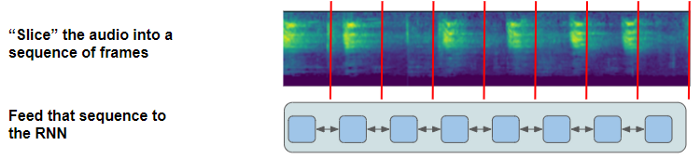 “Slice” the audio into a
sequence of frames
Feed that sequence to
the RNN